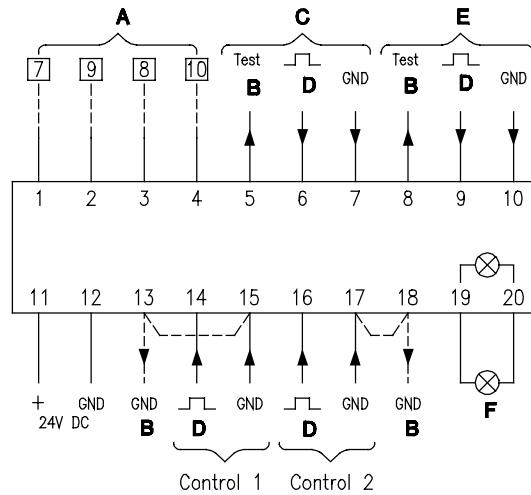 A C E
7 9 8 10 Test GND Test GND
B D B D
1 2 3 4 5 6 7 8 9 10
11 12 13 14 15 16 17 18 19 20
+ GND GND GND GND GND
24V DC B D D B F
Control 1 Control 2